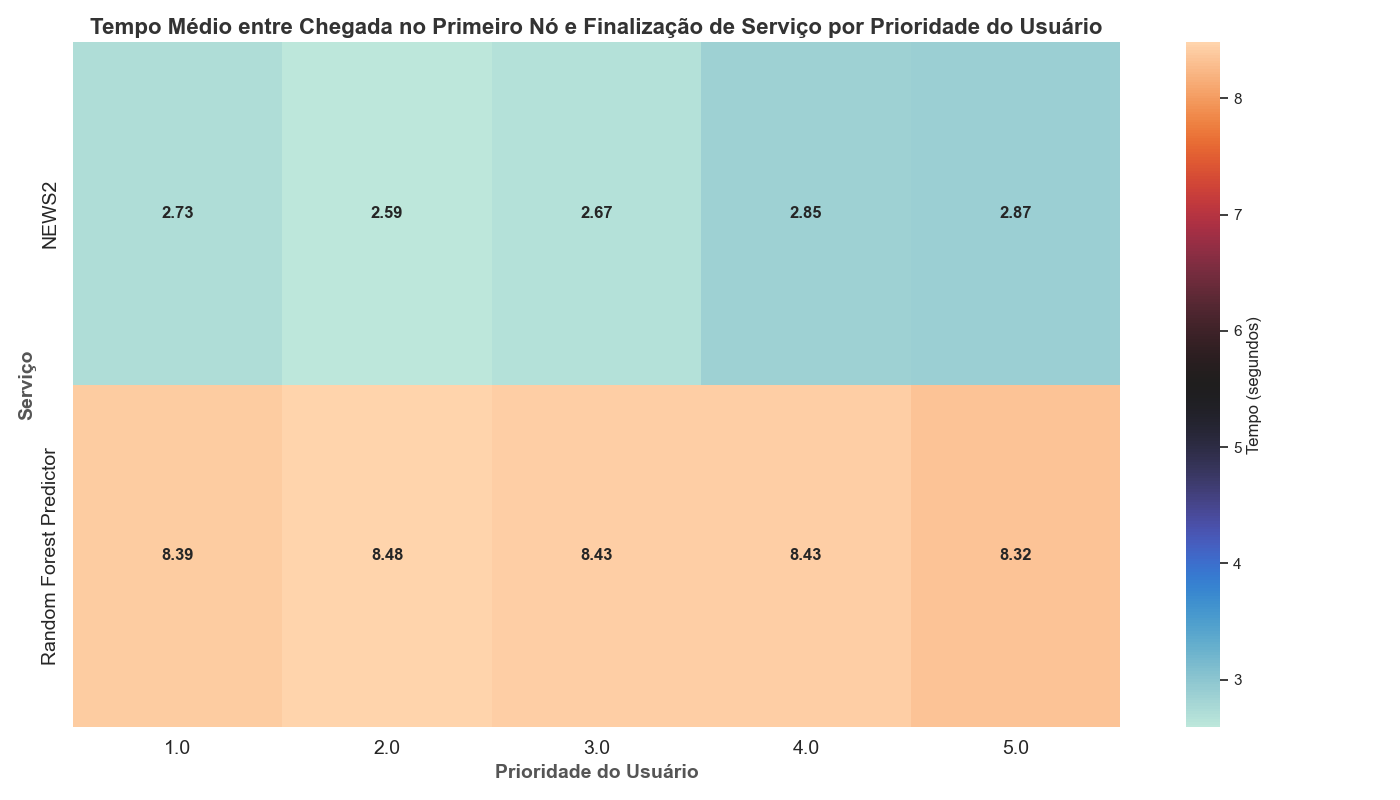 Tempo Médio entre Chegada no Primeiro Nó e Finalização de Serviço por Prioridade do Usuário
Serviço
NEWS2
2.73 2.59 2.67 2.85 2.87
Random Forest Predictor
8.39 8.48 8.43 8.43 8.32
1.0 2.0 3.0 4.0 5.0
Prioridade do Usuário
8
7
6
5
4
3
Tempo (segundos)